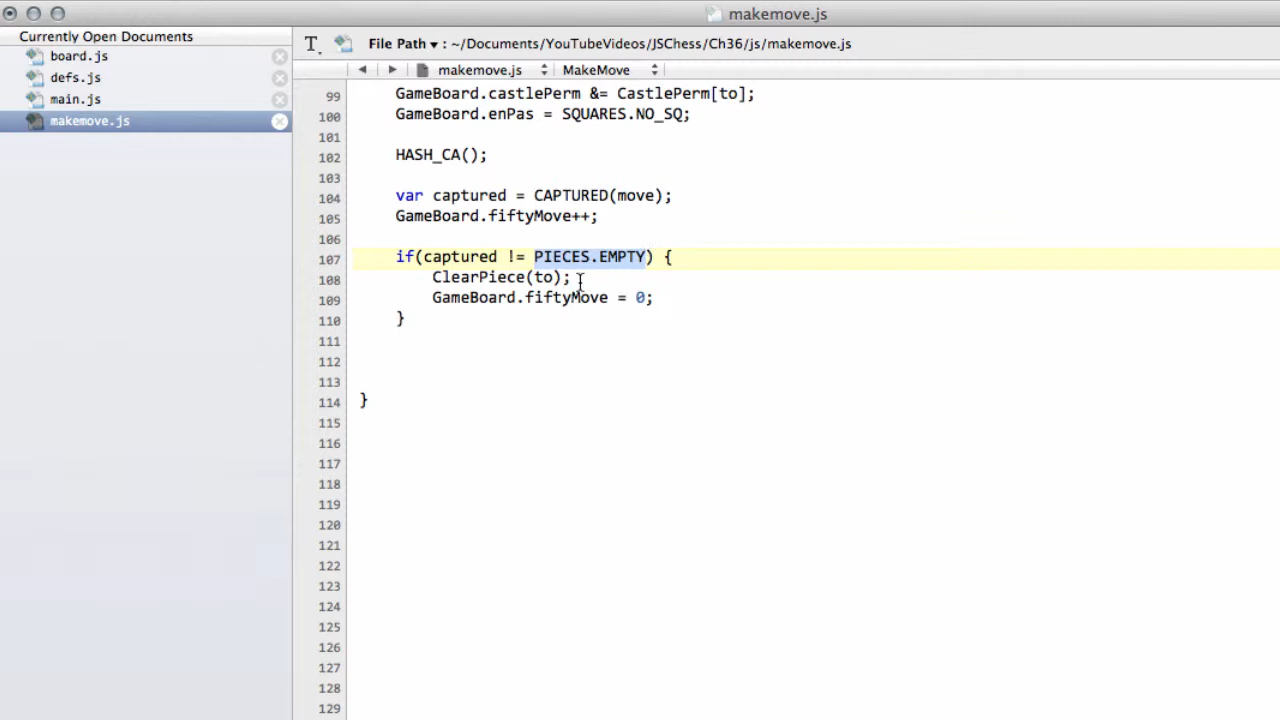 makemove.js
Currently Open Documents
board.js
defs.js
main.js
makemove.js
File Path ▾ : ~/Documents/YouTubeVideos/JSChess/Ch36/js/makemove.js
makemove.js MakeMove
99 GameBoard.castlePerm &= CastlePerm[to];
100 GameBoard.enPas = SQUARES.NO_SQ;
101
102 HASH_CA();
103
104 var captured = CAPTURED(move);
105 GameBoard.fiftyMove++;
106
107 if(captured != PIECES.EMPTY) {
108 ClearPiece(to);
109 GameBoard.fiftyMove = 0;
110 }
111
112
113
114 }
115
116
117
118
119
120
121
122
123
124
125
126
127
128
129